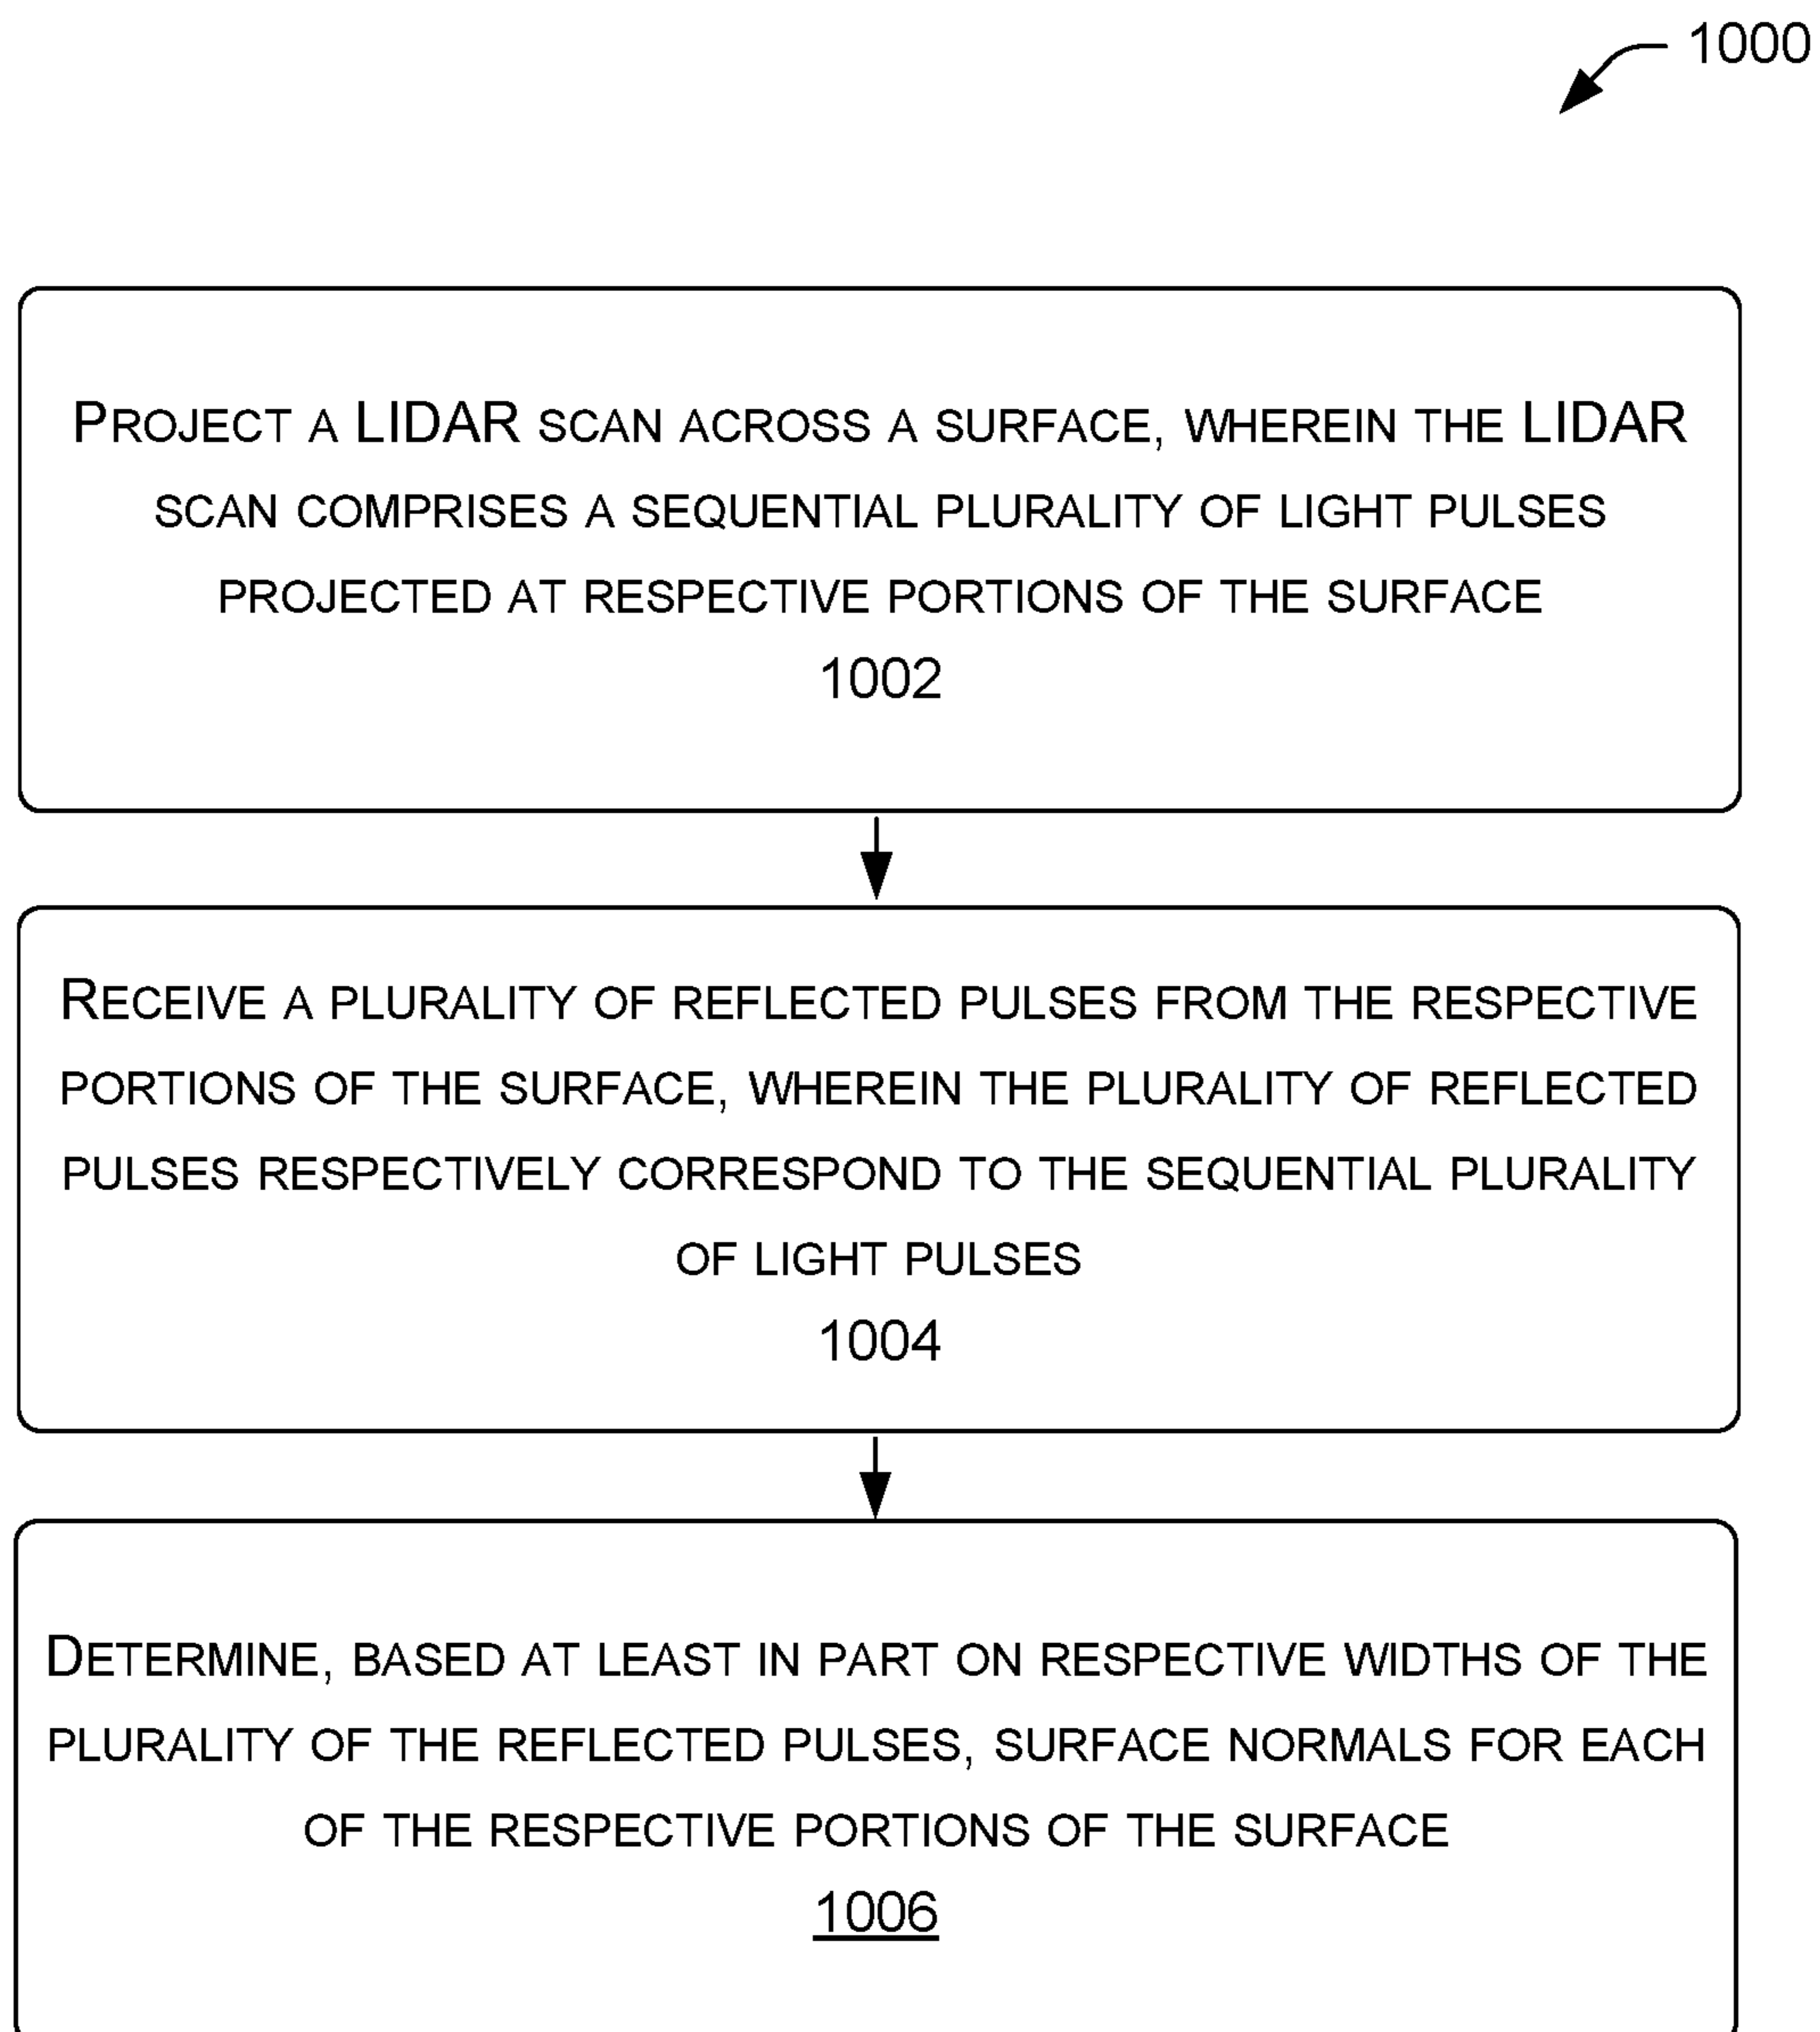 1000
PROJECT A LIDAR SCAN ACROSS A SURFACE, WHEREIN THE LIDAR
SCAN COMPRISES A SEQUENTIAL PLURALITY OF LIGHT PULSES
PROJECTED AT RESPECTIVE PORTIONS OF THE SURFACE
1002
RECEIVE A PLURALITY OF REFLECTED PULSES FROM THE RESPECTIVE
PORTIONS OF THE SURFACE, WHEREIN THE PLURALITY OF REFLECTED
PULSES RESPECTIVELY CORRESPOND TO THE SEQUENTIAL PLURALITY
OF LIGHT PULSES
1004
DETERMINE, BASED AT LEAST IN PART ON RESPECTIVE WIDTHS OF THE
PLURALITY OF THE REFLECTED PULSES, SURFACE NORMALS FOR EACH
OF THE RESPECTIVE PORTIONS OF THE SURFACE
1006